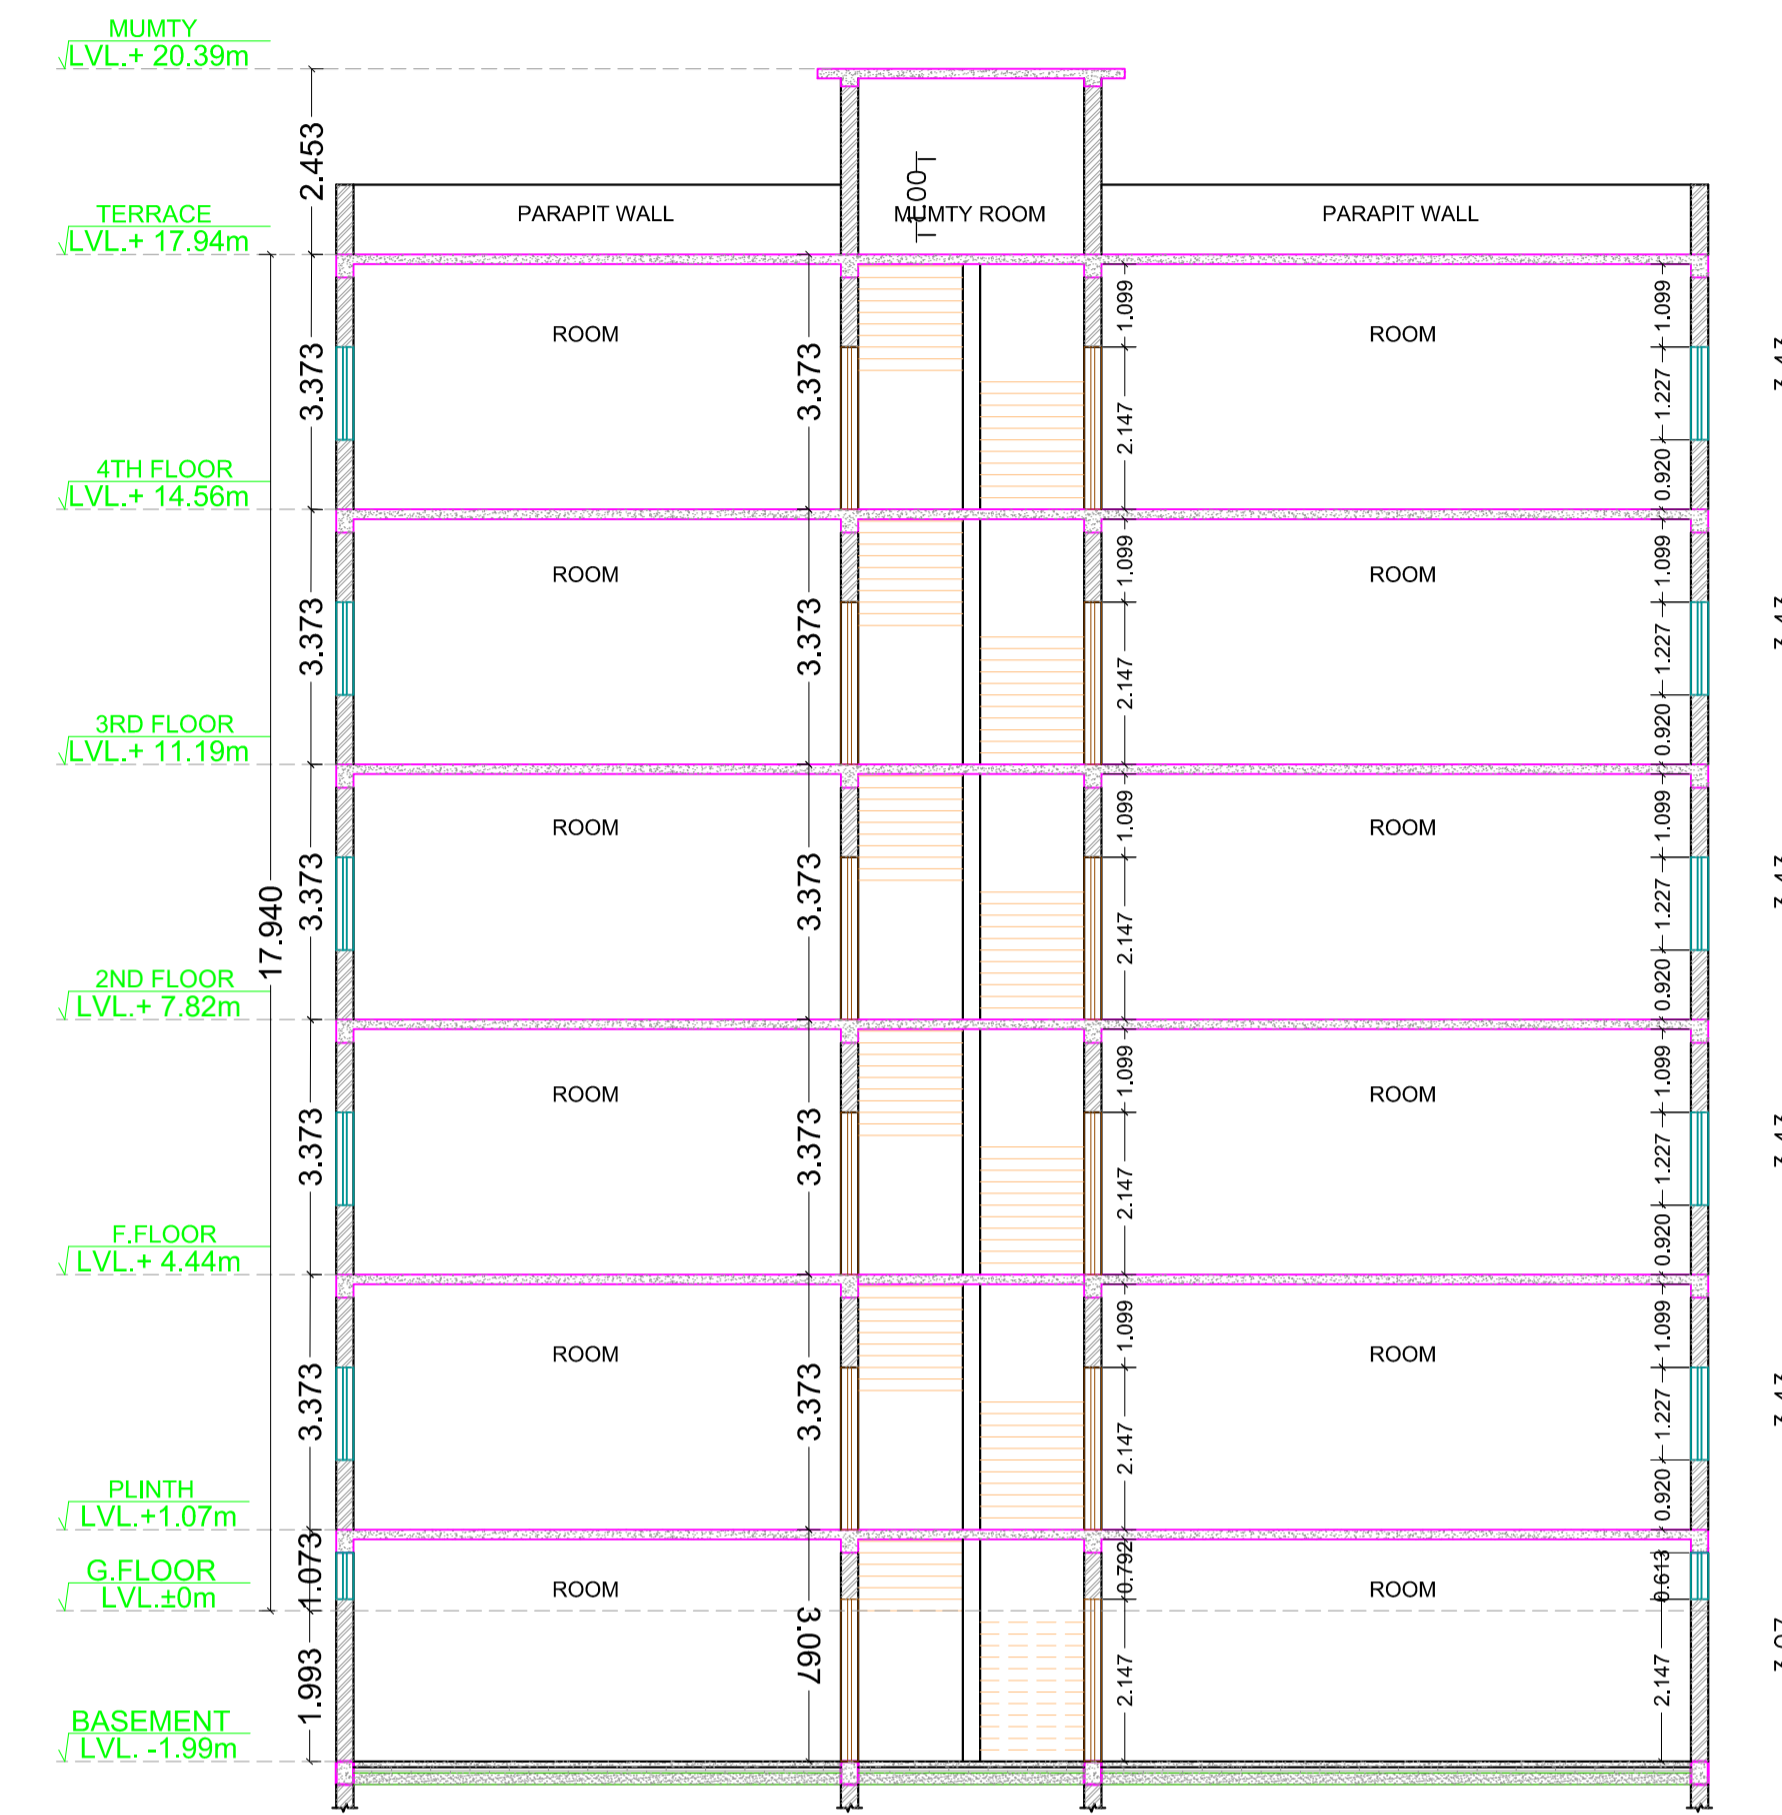 MUMTY
LVL.+ 20.39m
2.453
1.00
TERRACE
LVL.+ 17.94m
PARAPIT WALL
MUMTY ROOM
PARAPIT WALL
ROOM
ROOM
3.373
3.373
1.099
2.147
1.099
1.227
0.920
4TH FLOOR
LVL.+ 14.56m
ROOM
ROOM
3.373
3.373
1.099
2.147
1.099
1.227
0.920
3RD FLOOR
LVL.+ 11.19m
ROOM
ROOM
17.940
3.373
3.373
1.099
2.147
1.099
1.227
0.920
2ND FLOOR
LVL.+ 7.82m
ROOM
ROOM
3.373
3.373
1.099
2.147
1.099
1.227
0.920
F.FLOOR
LVL.+ 4.44m
ROOM
ROOM
3.373
3.373
1.099
2.147
1.099
1.227
0.920
PLINTH
LVL.+1.07m
1.073
0.792
0.613
G.FLOOR
LVL.±0m
ROOM
ROOM
1.993
3.067
2.147
2.147
BASEMENT
LVL. -1.99m